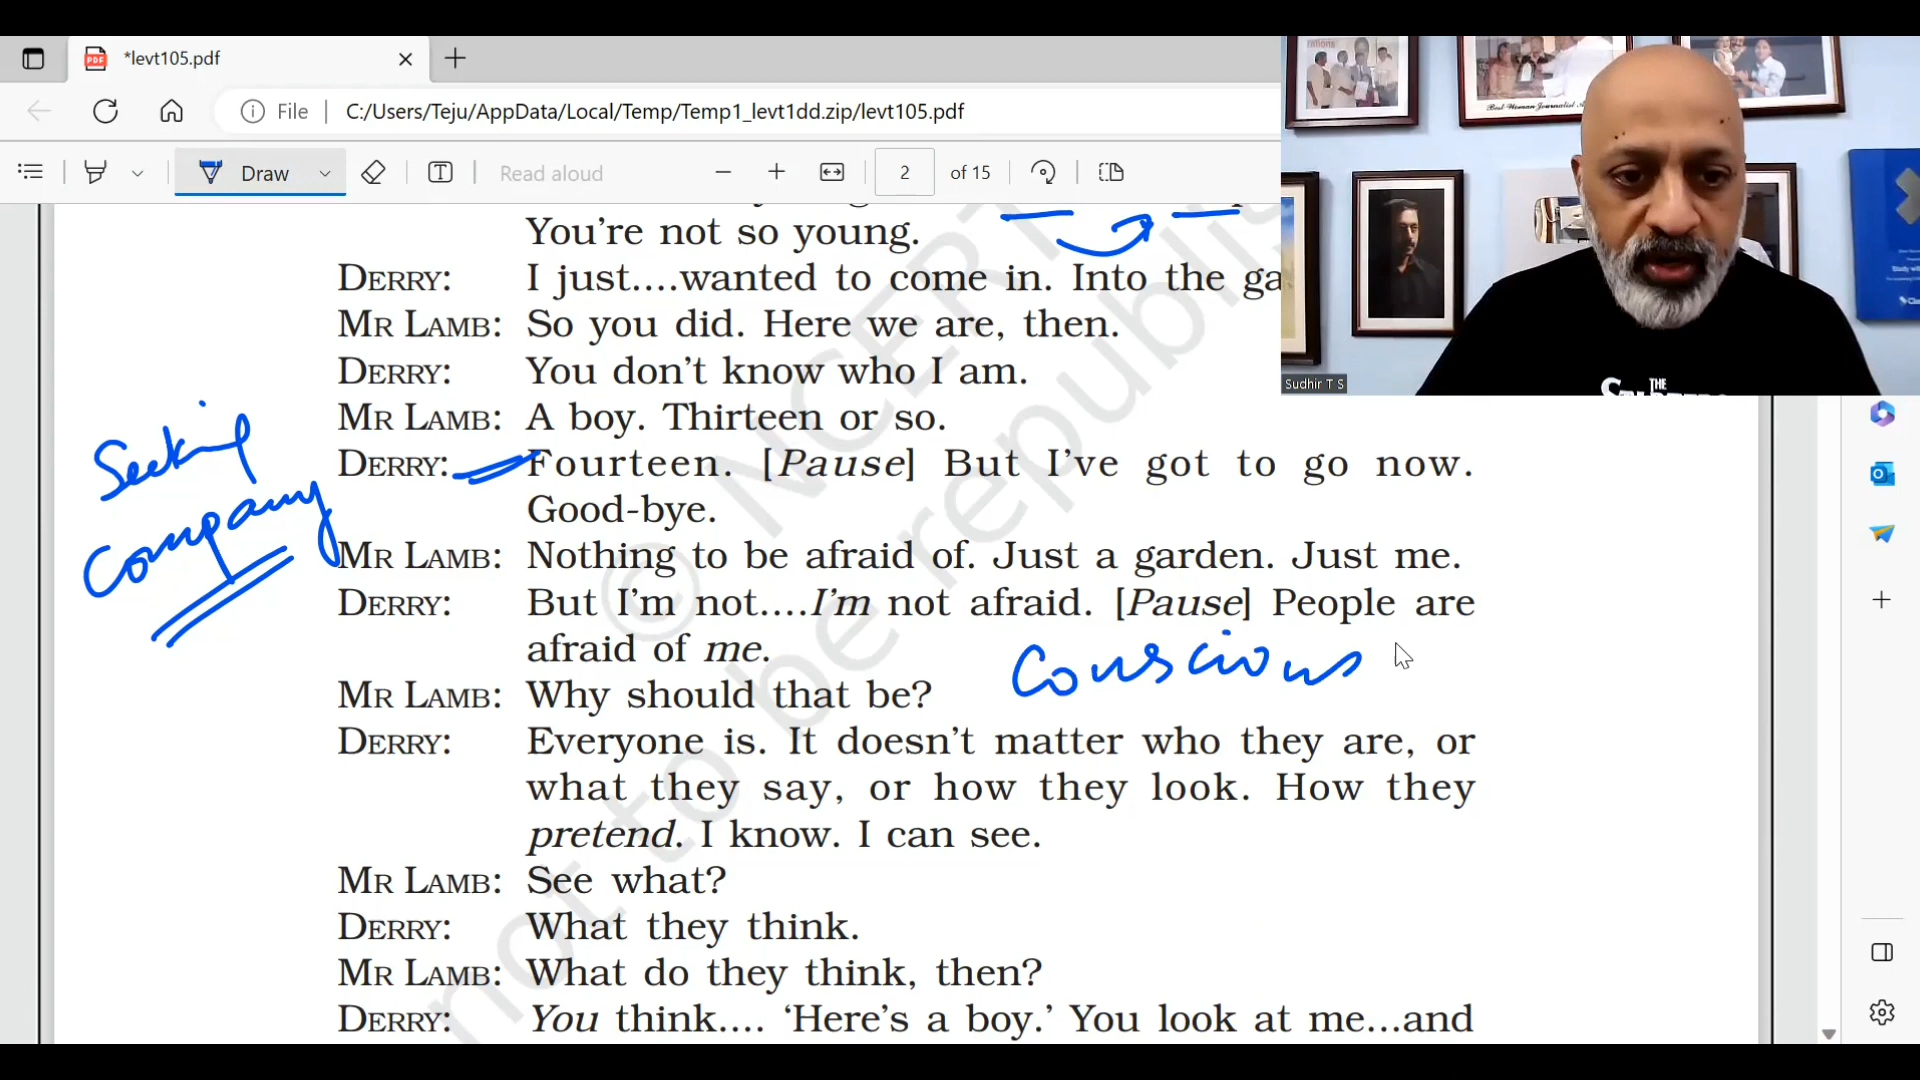 *levt105.pdf
File
C:/Users/Teju/AppData/Local/Temp/Temp1_levt1dd.zip/levt105.pdf
Draw
Read aloud
2 of 15
You're not so young.
DERRY: I just....wanted to come in. Into the ga
MR LAMB: So you did. Here we are, then.
DERRY: You don't know who I am.
MR LAMB: A boy. Thirteen or so.
DERRY: Fourteen. [Pause] But I've got to go now.
Good-bye.
MR LAMB: Nothing to be afraid of. Just a garden. Just me.
DERRY: But I'm not....I'm not afraid. [Pause] People are
afraid of me.
MR LAMB: Why should that be?
DERRY: Everyone is. It doesn't matter who they are, or
what they say, or how they look. How they
pretend. I know. I can see.
MR LAMB: See what?
DERRY: What they think.
MR LAMB: What do they think, then?
DERRY: You think.... 'Here's a boy.' You look at me...and
Seeking
Company
Conscious
© NCERT
not to be republis
Sudhir T S
THE